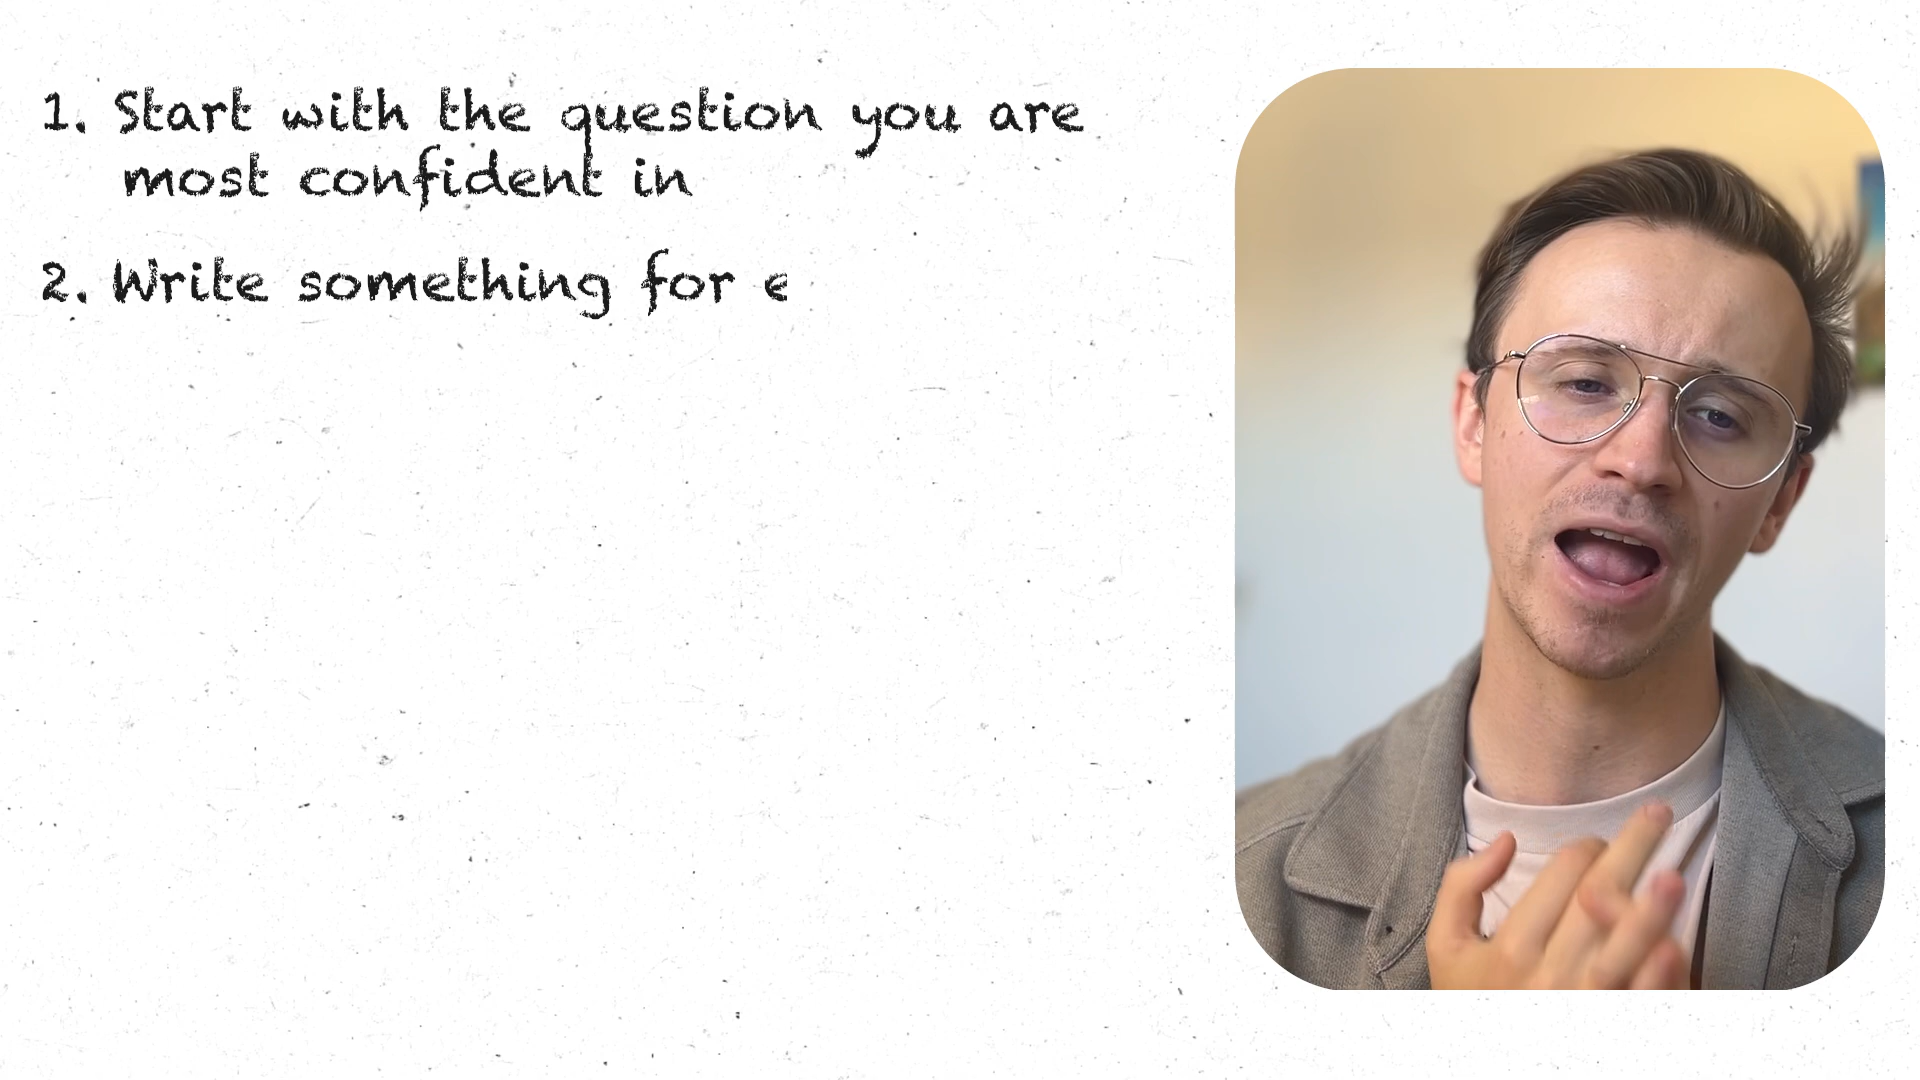 1. Start with the question you are
most confident in
2. Write something for e